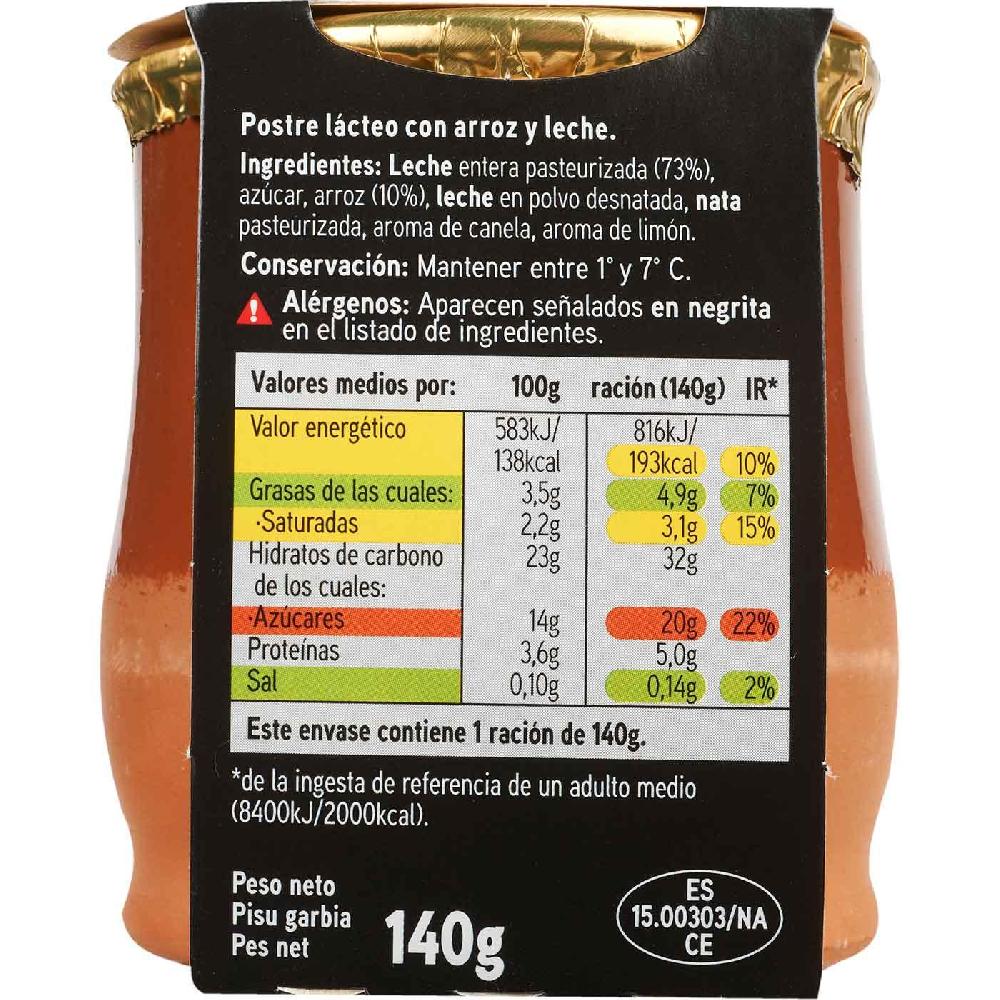 Postre lácteo con arroz y leche.
Ingredientes: Leche entera pasteurizada (73%),
azúcar, arroz (10%), leche en polvo desnatada, nata
pasteurizada, aroma de canela, aroma de limón.
Conservación: Mantener entre 1° y 7° C.
Alérgenos: Aparecen señalados en negrita
en el listado de ingredientes.
Valores medios por: 100g ración (140g) IR*
Valor energético 583kJ/ 816kJ/
138kcal 193kcal 10%
Grasas de las cuales: 3,5g 4,9g 7%
·Saturadas 2,2g 3,1g 15%
Hidratos de carbono 23g 32g
de los cuales:
·Azúcares 14g 20g 22%
Proteínas 3,6g 5,0g
Sal 0,10g 0,14g 2%
Este envase contiene 1 ración de 140g.
*de la ingesta de referencia de un adulto medio
(8400kJ/2000kcal).
Peso neto
Pisu garbia
Pes net
140g
ES
15.00303/NA
CE